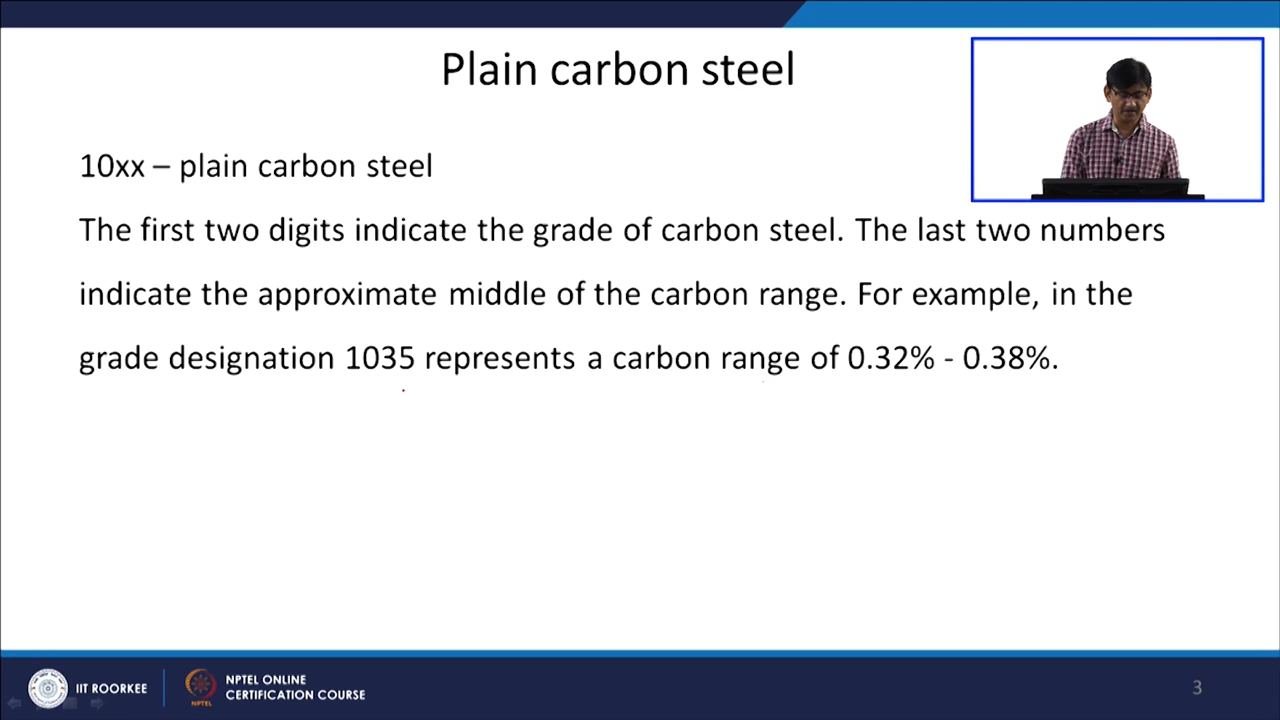 Plain carbon steel
10xx – plain carbon steel
The first two digits indicate the grade of carbon steel. The last two numbers
indicate the approximate middle of the carbon range. For example, in the
grade designation 1035 represents a carbon range of 0.32% - 0.38%.
IIT ROORKEE
NPTEL
NPTEL ONLINE
CERTIFICATION COURSE
3